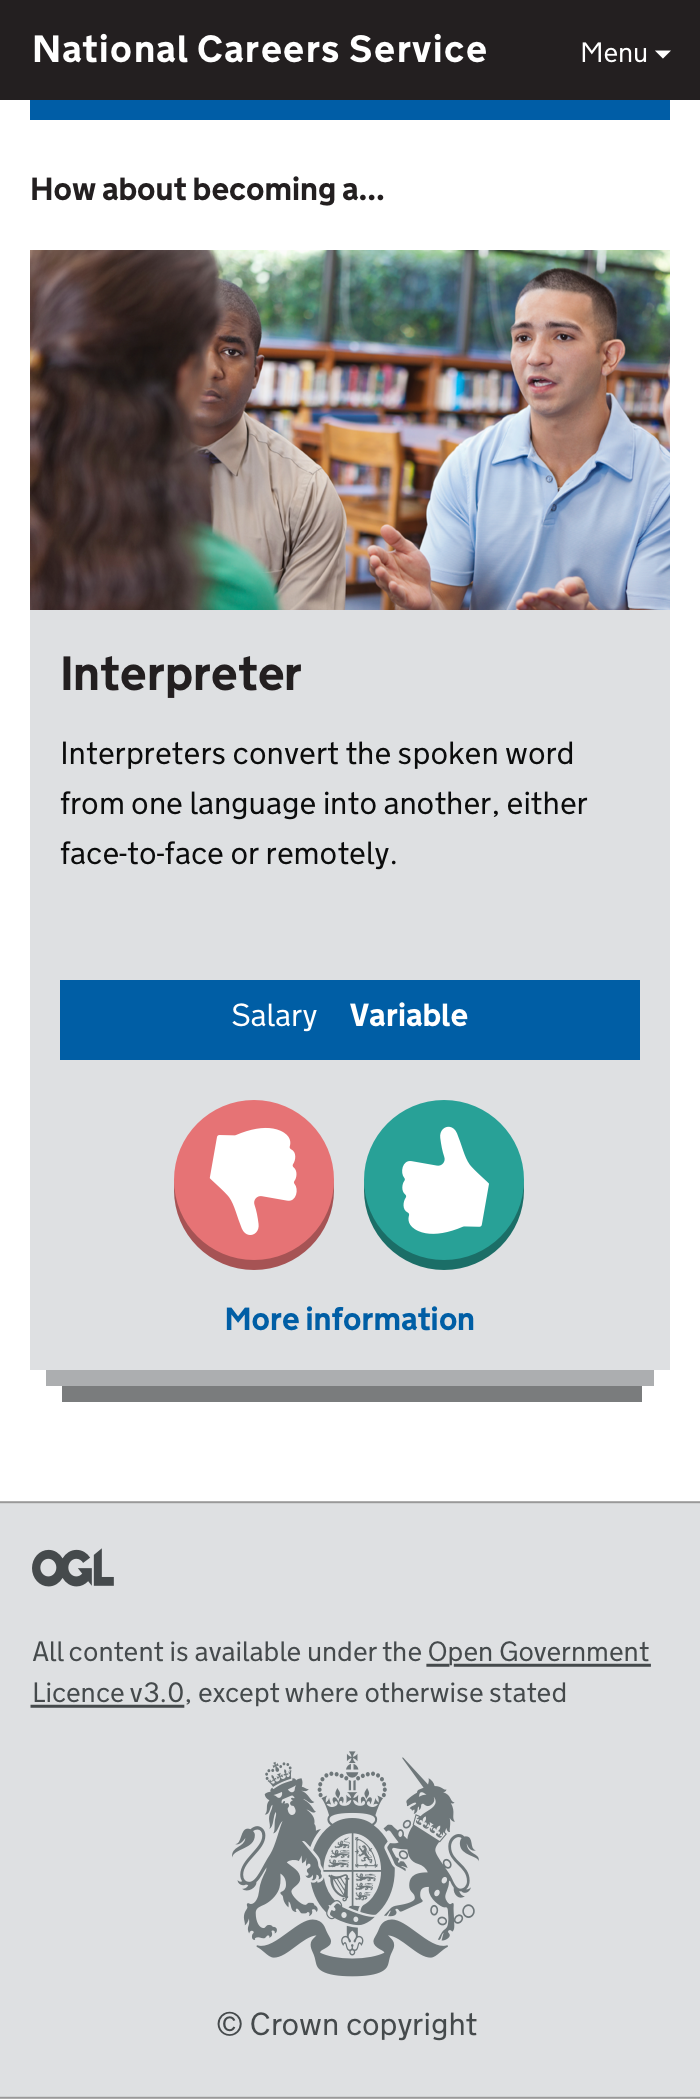 National Careers Service
Menu
How about becoming a...
Interpreter
Interpreters convert the spoken word
from one language into another, either
face-to-face or remotely.
Salary Variable
More information
OGL
All content is available under the Open Government
Licence v3.0, except where otherwise stated
© Crown copyright